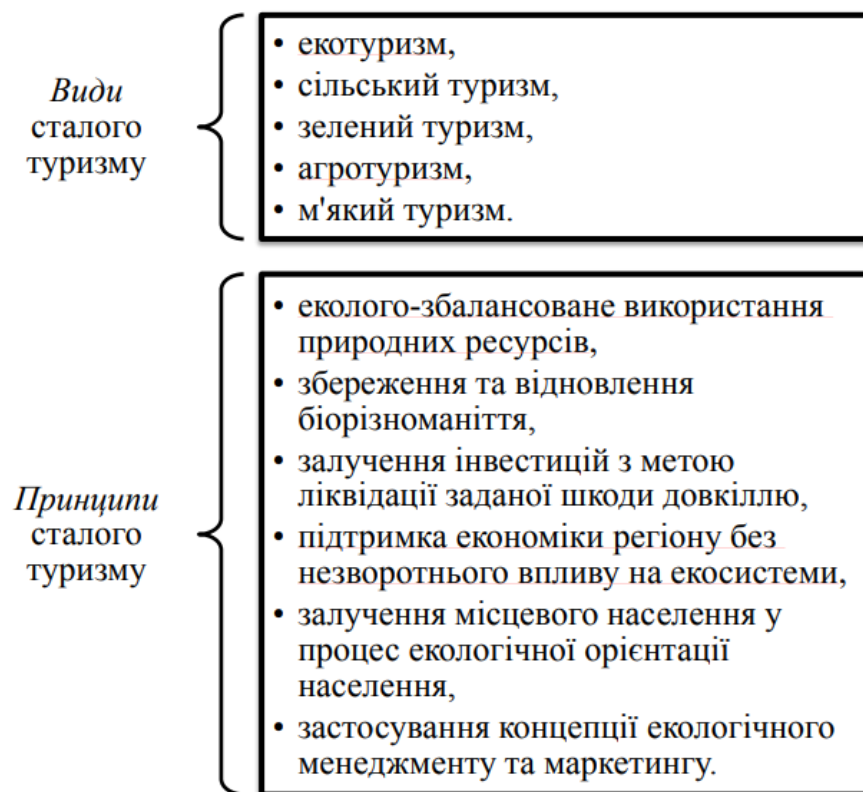 Види
сталого
туризму
• екотуризм,
• сільський туризм,
• зелений туризм,
• агротуризм,
• м'який туризм.
Принципи
сталого
туризму
• еколого-збалансоване використання
природних ресурсів,
• збереження та відновлення
біорізноманіття,
• залучення інвестицій з метою
ліквідації заданої шкоди довкіллю,
• підтримка економіки регіону без
незворотнього впливу на екосистеми,
• залучення місцевого населення у
процес екологічної орієнтації
населення,
• застосування концепції екологічного
менеджменту та маркетингу.